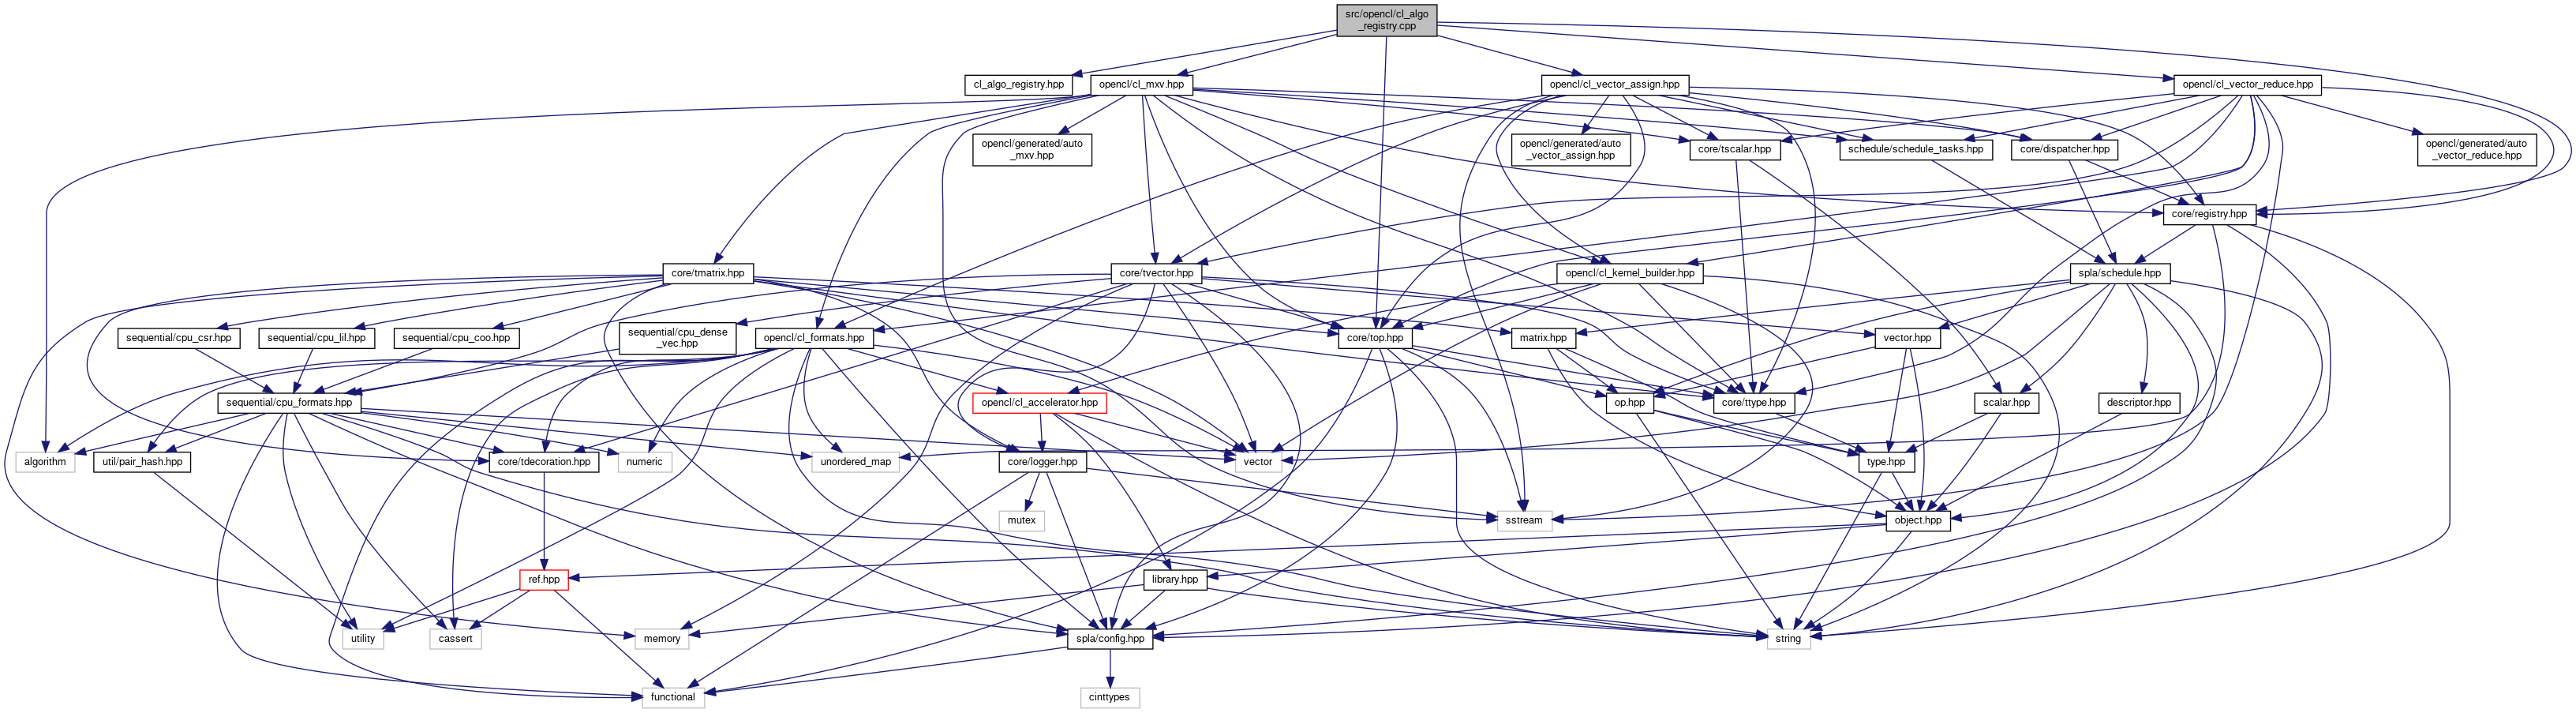 src/opencl/cl_algo
_registry.cpp
cl_algo_registry.hpp
opencl/cl_mxv.hpp
opencl/cl_vector_assign.hpp
opencl/cl_vector_reduce.hpp
opencl/generated/auto
_mxv.hpp
opencl/generated/auto
_vector_assign.hpp
core/tscalar.hpp
schedule/schedule_tasks.hpp
core/dispatcher.hpp
opencl/generated/auto
_vector_reduce.hpp
core/registry.hpp
core/tmatrix.hpp
core/tvector.hpp
opencl/cl_kernel_builder.hpp
spla/schedule.hpp
sequential/cpu_csr.hpp
sequential/cpu_lil.hpp
sequential/cpu_coo.hpp
sequential/cpu_dense
_vec.hpp
opencl/cl_formats.hpp
core/top.hpp
matrix.hpp
vector.hpp
sequential/cpu_formats.hpp
opencl/cl_accelerator.hpp
op.hpp
core/ttype.hpp
scalar.hpp
descriptor.hpp
algorithm
util/pair_hash.hpp
core/tdecoration.hpp
numeric
unordered_map
core/logger.hpp
vector
type.hpp
mutex
sstream
object.hpp
ref.hpp
library.hpp
utility
cassert
memory
spla/config.hpp
string
functional
cinttypes